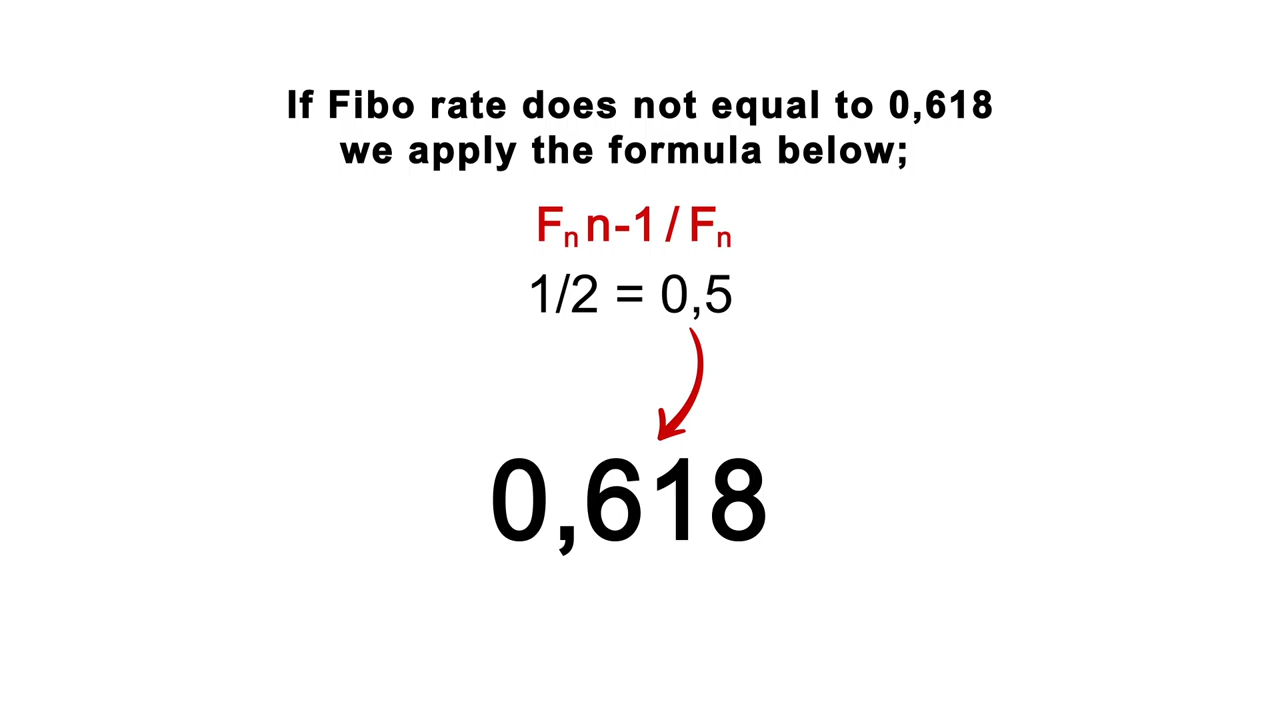 If Fibo rate does not equal to 0,618
we apply the formula below;
Fₙ n-1 / Fₙ
1/2 = 0,5
0,618